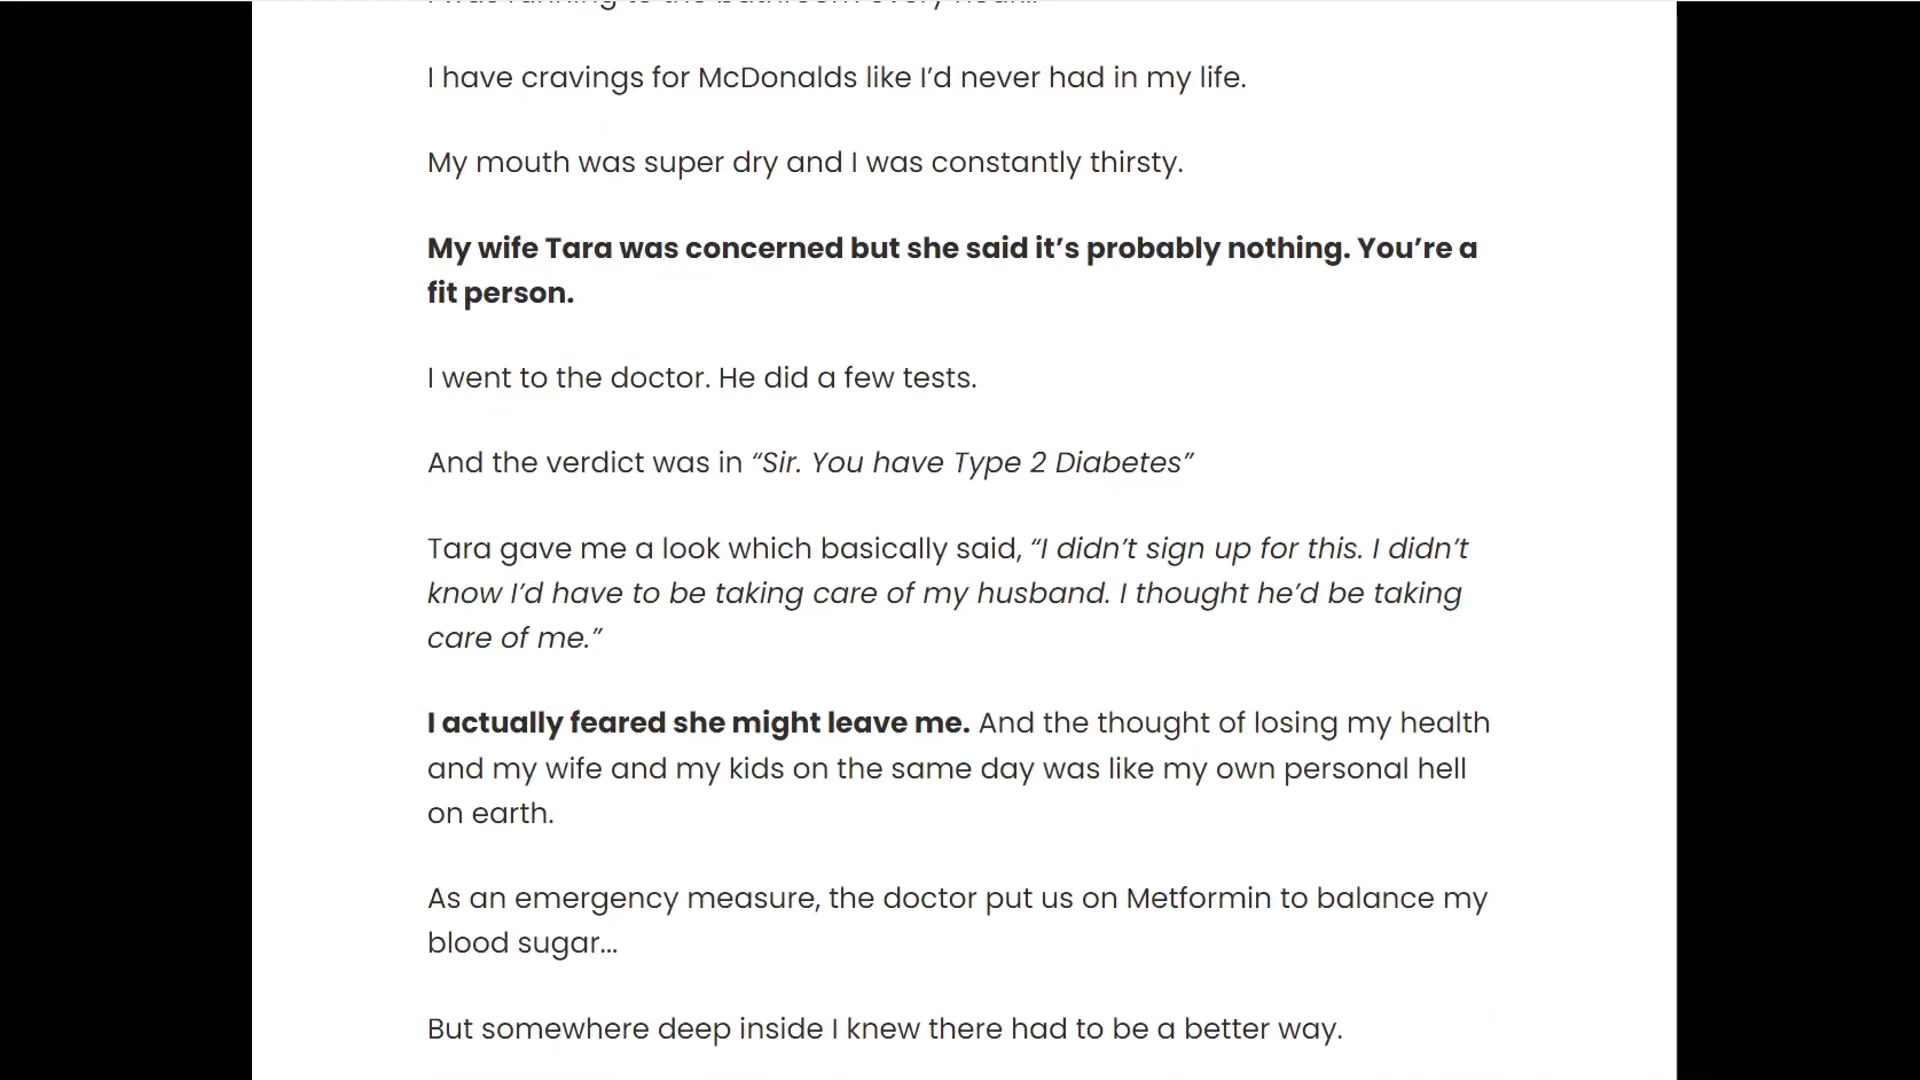 I have cravings for McDonalds like I’d never had in my life.
My mouth was super dry and I was constantly thirsty.
My wife Tara was concerned but she said it’s probably nothing. You’re a
fit person.
I went to the doctor. He did a few tests.
And the verdict was in “Sir. You have Type 2 Diabetes”
Tara gave me a look which basically said, “I didn’t sign up for this. I didn’t
know I’d have to be taking care of my husband. I thought he’d be taking
care of me.”
I actually feared she might leave me. And the thought of losing my health
and my wife and my kids on the same day was like my own personal hell
on earth.
As an emergency measure, the doctor put us on Metformin to balance my
blood sugar...
But somewhere deep inside I knew there had to be a better way.